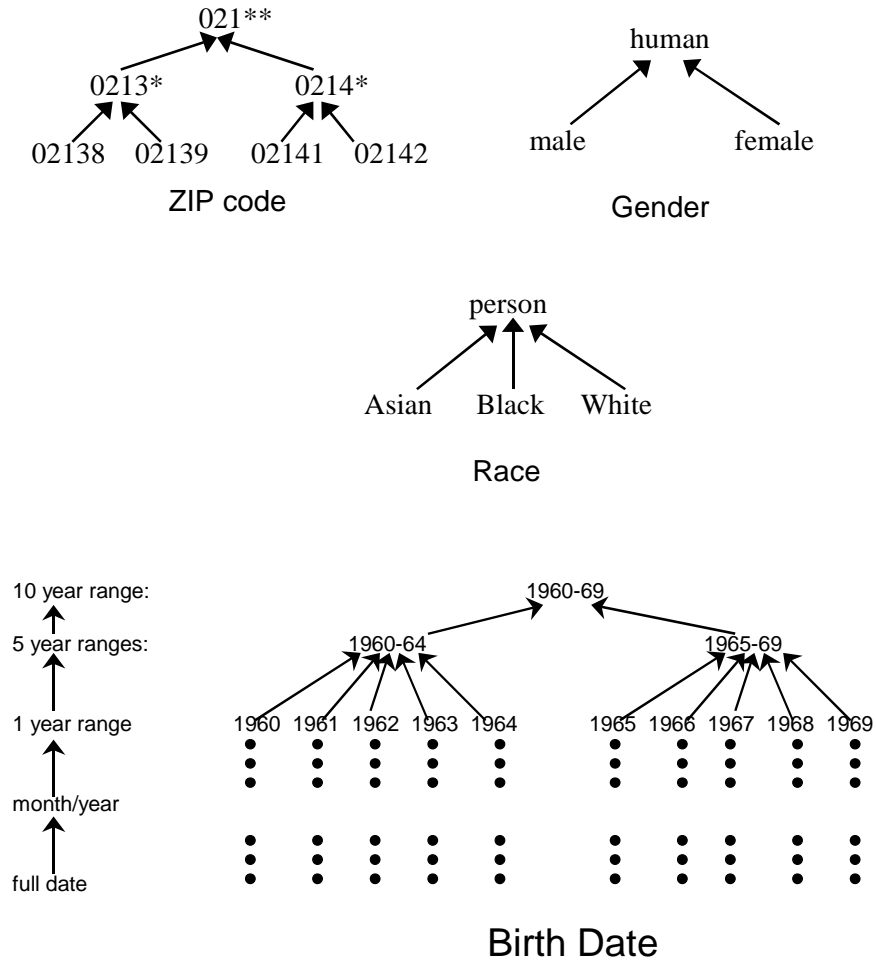 021**
0213* 0214*
02138 02139 02141 02142
ZIP code
human
male female
Gender
person
Asian Black White
Race
10 year range: 1960-69
5 year ranges: 1960-64 1965-69
1 year range 1960 1961 1962 1963 1964 1965 1966 1967 1968 1969
month/year
full date
Birth Date